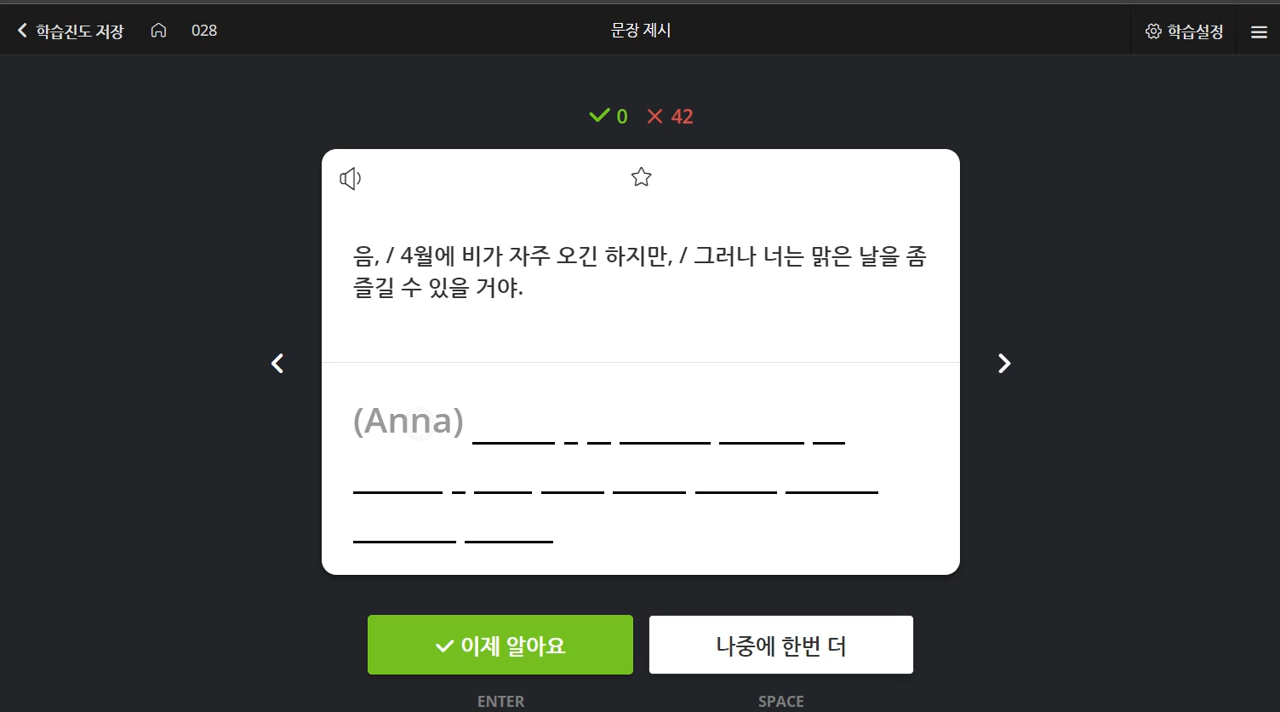 학습진도 저장 028 문장 제시 학습설정
0 42
음, / 4월에 비가 자주 오긴 하지만, / 그러나 너는 맑은 날을 좀
즐길 수 있을 거야.
(Anna)
이제 알아요 나중에 한번 더
ENTER SPACE